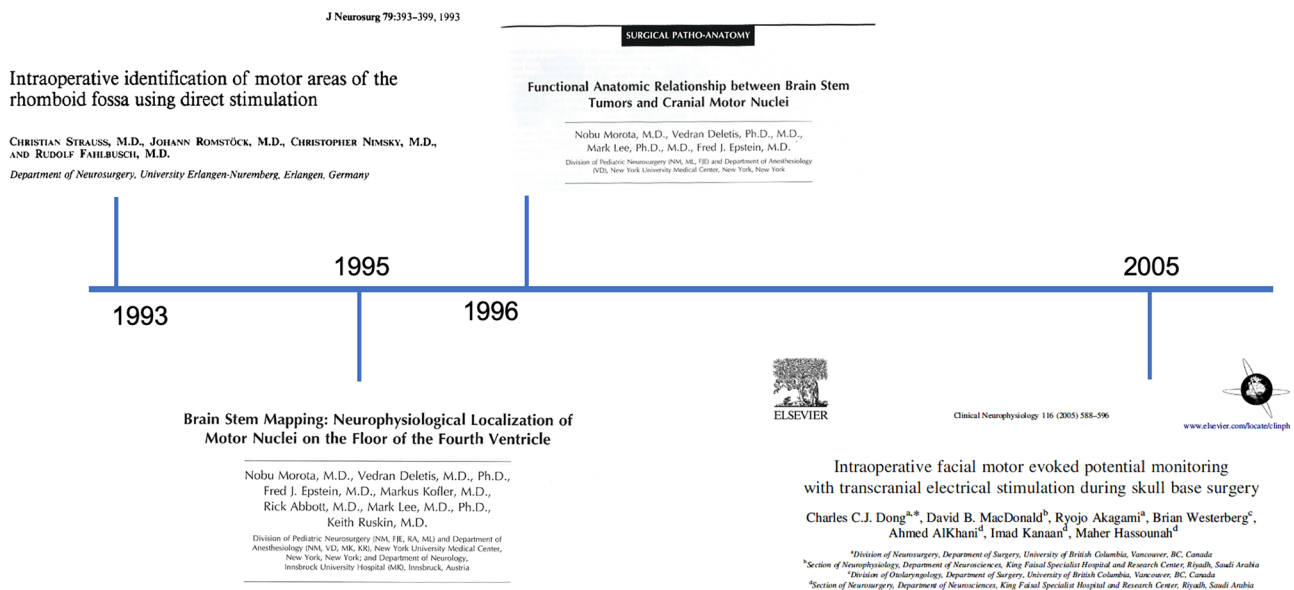 J Neurosurg 79:393–399, 1993
Intraoperative identification of motor areas of the
rhomboid fossa using direct stimulation
CHRISTIAN STRAUSS, M.D., JOHANN ROMSTÖCK, M.D., CHRISTOPHER NIMSKY, M.D.,
AND RUDOLF FAHLBUSCH, M.D.
Department of Neurosurgery, University Erlangen-Nuremberg, Erlangen, Germany
SURGICAL PATHO-ANATOMY
Functional Anatomic Relationship between Brain Stem
Tumors and Cranial Motor Nuclei
Nobu Morota, M.D., Vedran Deletis, Ph.D., M.D.,
Mark Lee, Ph.D., M.D., Fred J. Epstein, M.D.
Division of Pediatric Neurosurgery (NM, ML, FJE) and Department of Anesthesiology
(VD), New York University Medical Center, New York, New York
1993
1995
1996
2005
Brain Stem Mapping: Neurophysiological Localization of
Motor Nuclei on the Floor of the Fourth Ventricle
Nobu Morota, M.D., Vedran Deletis, M.D., Ph.D.,
Fred J. Epstein, M.D., Markus Kofler, M.D.,
Rick Abbott, M.D., Mark Lee, M.D., Ph.D.,
Keith Ruskin, M.D.
Division of Pediatric Neurosurgery (NM, FJE, RA, ML) and Department of
Anesthesiology (NM, VD, MK, KR), New York University Medical Center,
New York, New York; and Department of Neurology,
Innsbruck University Hospital (MK), Innsbruck, Austria
ELSEVIER
Clinical Neurophysiology 116 (2005) 588–596
www.elsevier.com/locate/clinph
Intraoperative facial motor evoked potential monitoring
with transcranial electrical stimulation during skull base surgery
Charles C.J. Dong a,*, David B. MacDonald b, Ryojo Akagami a, Brian Westerberg c,
Ahmed AlKhani d, Imad Kanaan d, Maher Hassounah d
a Division of Neurosurgery, Department of Surgery, University of British Columbia, Vancouver, BC, Canada
b Section of Neurophysiology, Department of Neurosciences, King Faisal Specialist Hospital and Research Center, Riyadh, Saudi Arabia
c Division of Otolaryngology, Department of Surgery, University of British Columbia, Vancouver, BC, Canada
d Section of Neurosurgery, Department of Neurosciences, King Faisal Specialist Hospital and Research Center, Riyadh, Saudi Arabia